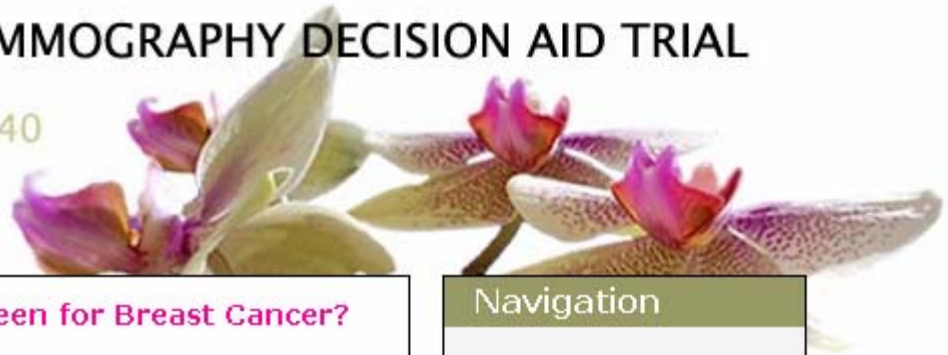 MMOGRAPHY DECISION AID TRIAL
40
een for Breast Cancer?
Navigation